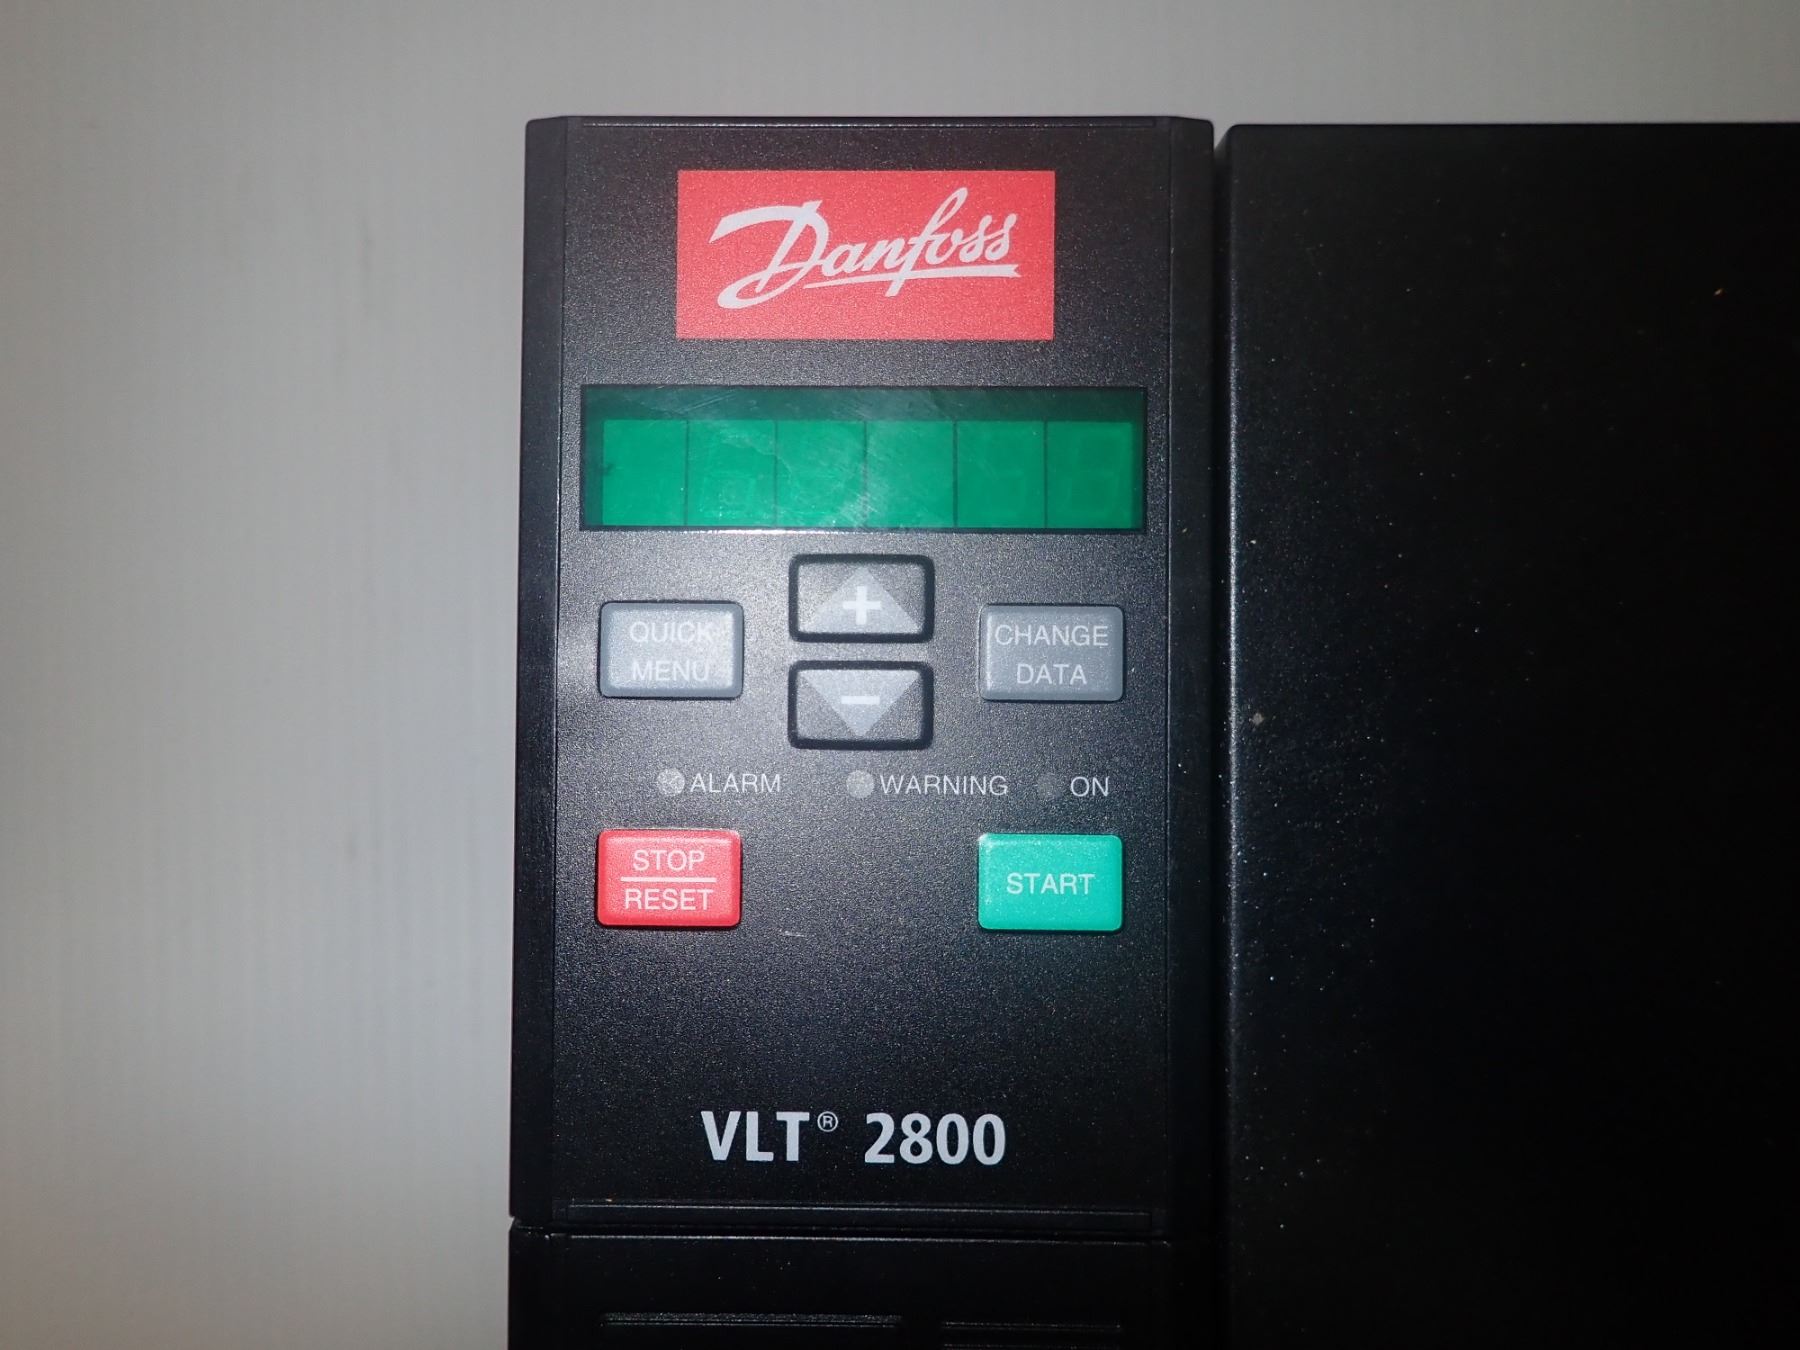 Danfoss
+
QUICK
MENU
CHANGE
DATA
−
ALARM WARNING ON
STOP
RESET
START
VLT® 2800